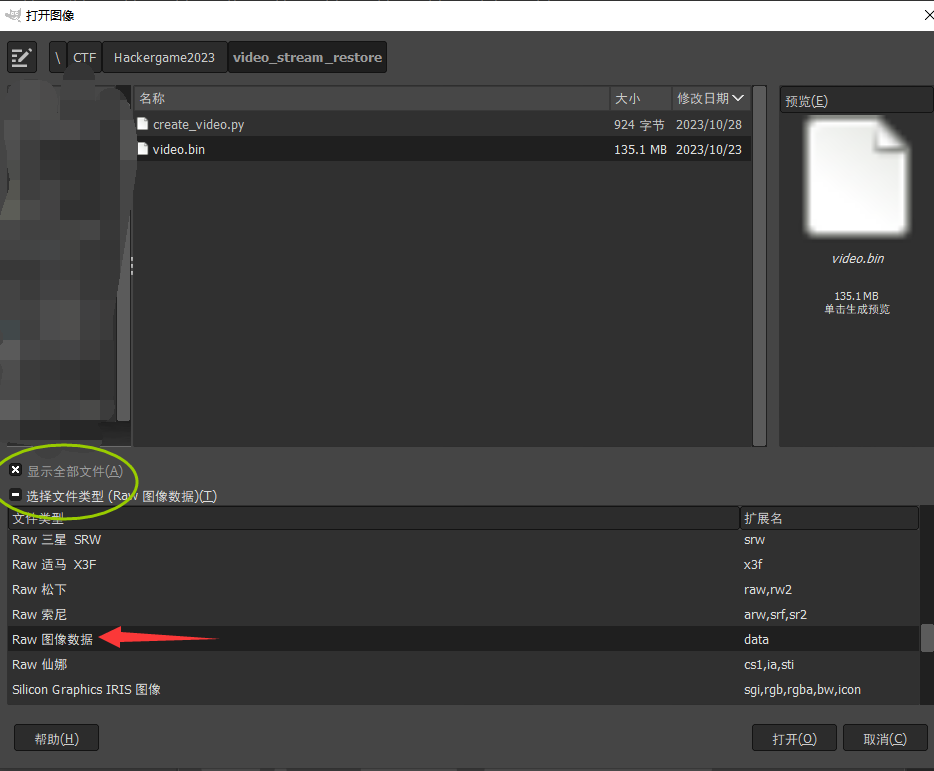 打开图像
\ CTF Hackergame2023 video_stream_restore
名称 大小 修改日期
create_video.py 924 字节 2023/10/28
video.bin 135.1 MB 2023/10/23
预览(E)
video.bin
135.1 MB
单击生成预览
显示全部文件(A)
选择文件类型 (Raw 图像数据)(T)
文件类型 扩展名
Raw 三星 SRW srw
Raw 适马 X3F x3f
Raw 松下 raw,rw2
Raw 索尼 arw,srf,sr2
Raw 图像数据 data
Raw 仙娜 cs1,ia,sti
Silicon Graphics IRIS 图像 sgi,rgb,rgba,bw,icon
帮助(H) 打开(O) 取消(C)